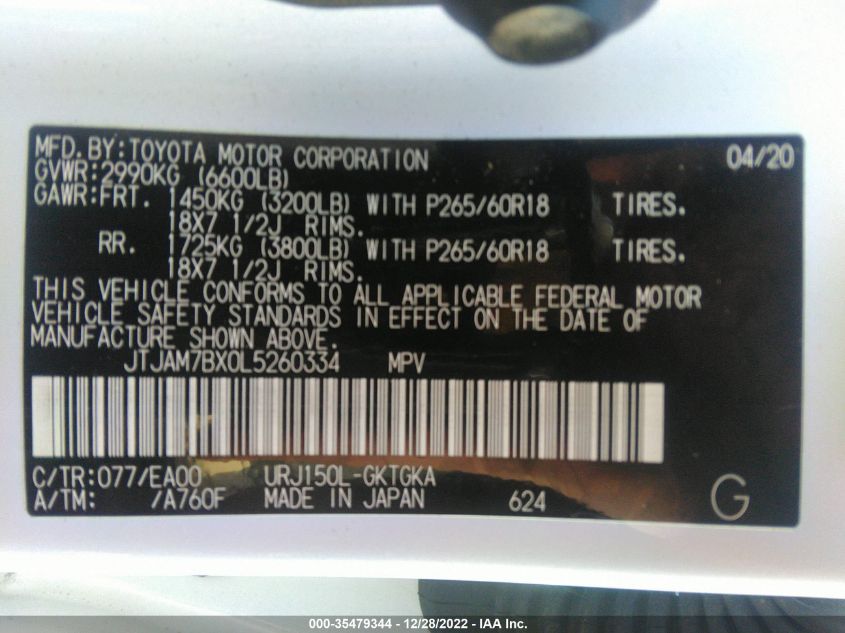 MFD.BY:TOYOTA MOTOR CORPORATION 04/20
GVWR:2990KG (6600LB)
GAWR:FRT. 1450KG (3200LB) WITH P265/60R18 TIRES.
18X7 1/2J RIMS.
RR. 1725KG (3800LB) WITH P265/60R18 TIRES.
18X7 1/2J RIMS.
THIS VEHICLE CONFORMS TO ALL APPLICABLE FEDERAL MOTOR
VEHICLE SAFETY STANDARDS IN EFFECT ON THE DATE OF
MANUFACTURE SHOWN ABOVE.
JTJAM7BX0L5260334 MPV
C/TR:077/EA00 URJ150L-GKTGKA
A/TM: /A760F MADE IN JAPAN 624 G
000-35479344 - 12/28/2022 - IAA Inc.